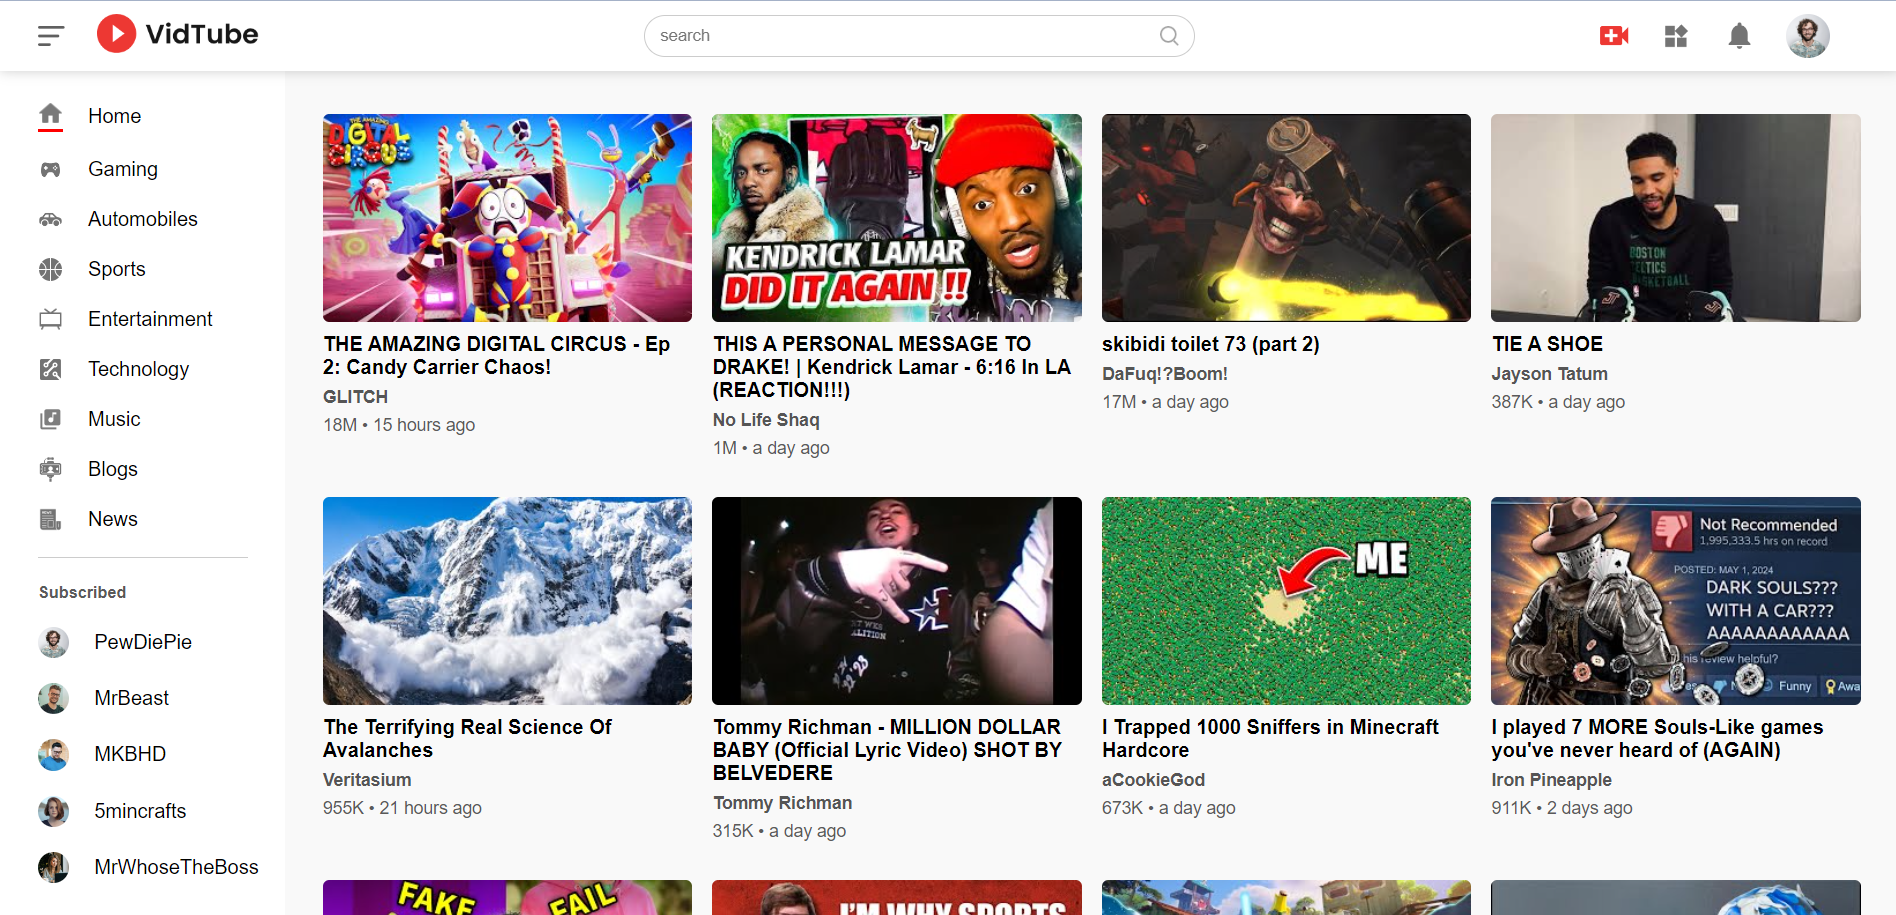 VidTube
search
Home
Gaming
Automobiles
Sports
Entertainment
Technology
Music
Blogs
News
Subscribed
PewDiePie
MrBeast
MKBHD
5mincrafts
MrWhoseTheBoss
THE AMAZING
DIGITAL
CIRCUS
THE AMAZING DIGITAL CIRCUS - Ep
2: Candy Carrier Chaos!
GLITCH
18M • 15 hours ago
KENDRICK LAMAR
DID IT AGAIN !!
THIS A PERSONAL MESSAGE TO
DRAKE! | Kendrick Lamar - 6:16 In LA
(REACTION!!!)
No Life Shaq
1M • a day ago
skibidi toilet 73 (part 2)
DaFuq!?Boom!
17M • a day ago
BOSTON
CELTICS
BASKETBALL
TIE A SHOE
Jayson Tatum
387K • a day ago
The Terrifying Real Science Of
Avalanches
Veritasium
955K • 21 hours ago
Tommy Richman - MILLION DOLLAR
BABY (Official Lyric Video) SHOT BY
BELVEDERE
Tommy Richman
315K • a day ago
ME
I Trapped 1000 Sniffers in Minecraft
Hardcore
aCookieGod
673K • a day ago
Not Recommended
1,995,333.5 hrs on record
POSTED: MAY 1, 2024
DARK SOULS???
WITH A CAR???
AAAAAAAAAAAA
his review helpful?
Funny
Awa
I played 7 MORE Souls-Like games
you've never heard of (AGAIN)
Iron Pineapple
911K • 2 days ago
FAKE
FAIL
I'M WHY SPORTS